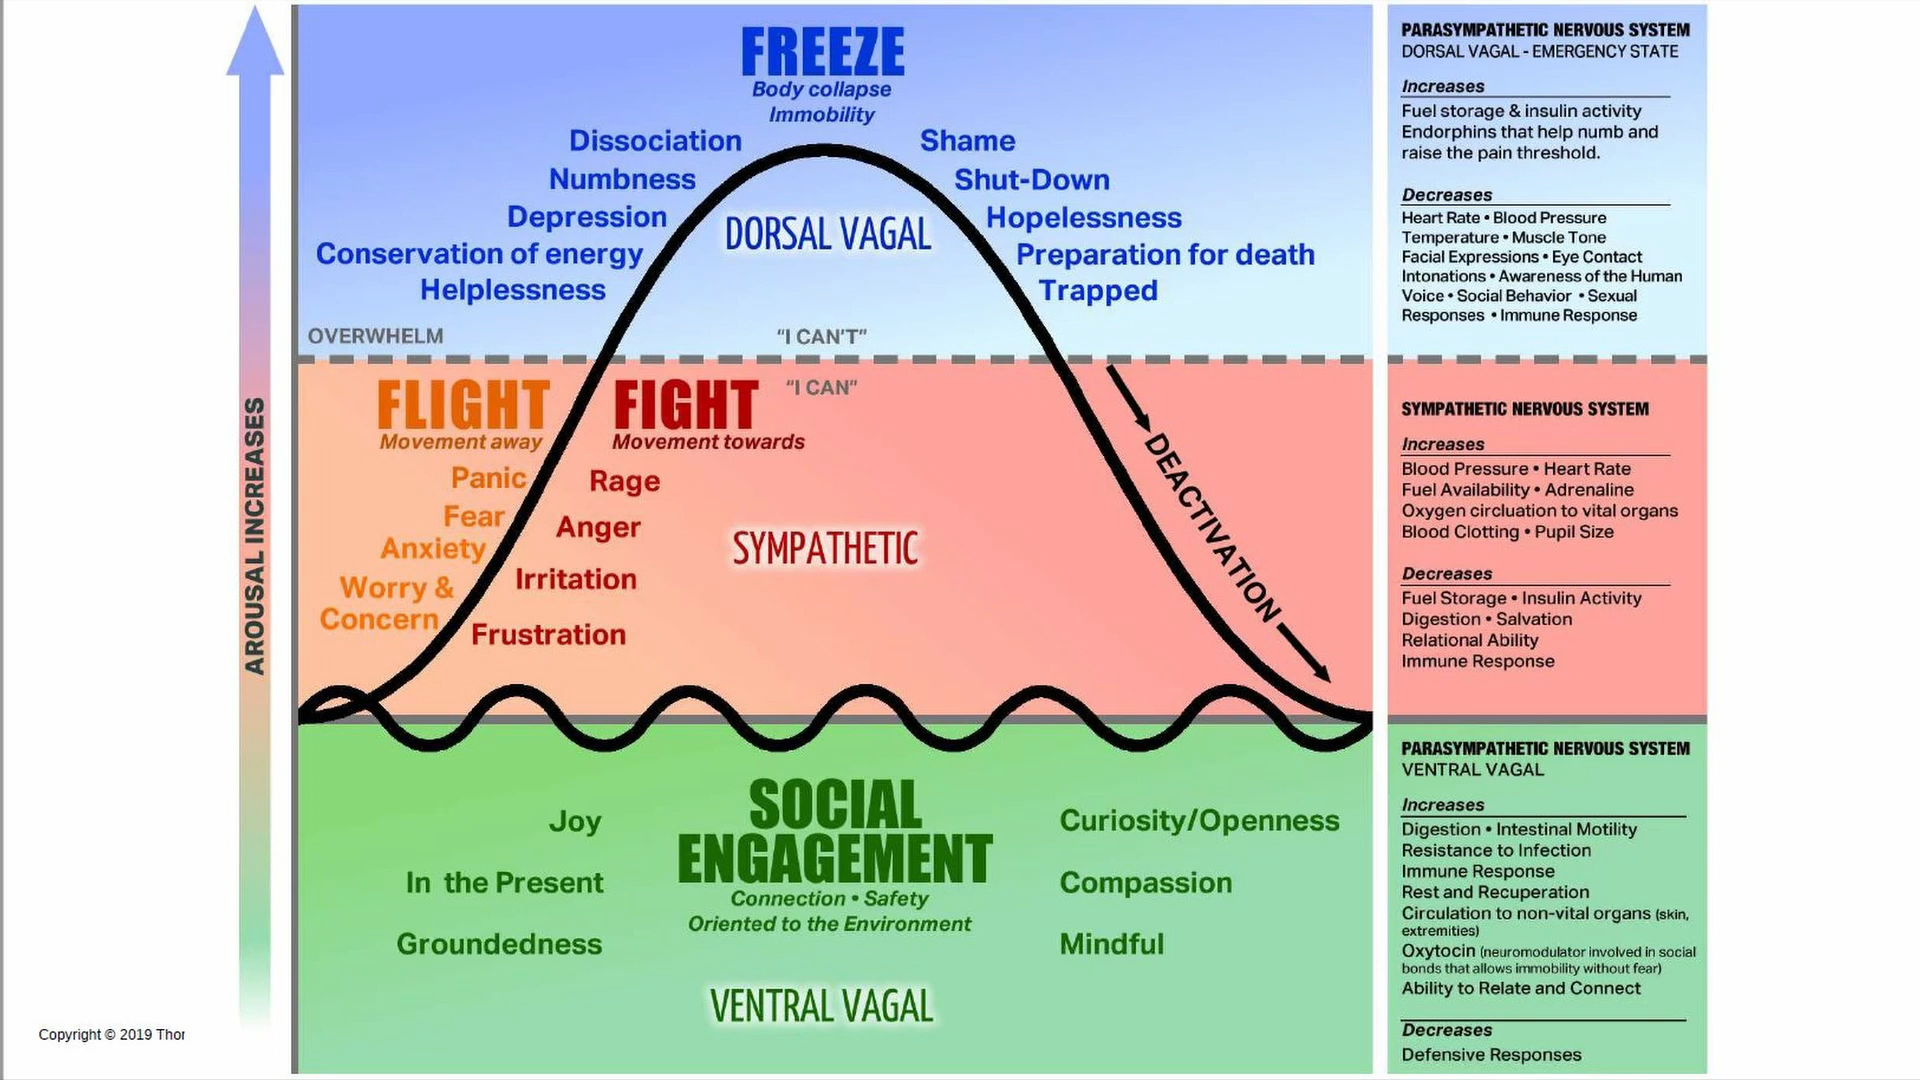 FREEZE
Body collapse
Immobility
Dissociation
Numbness
Depression
Conservation of energy
Helplessness
Shame
Shut-Down
Hopelessness
Preparation for death
Trapped
DORSAL VAGAL
OVERWHELM
“I CAN’T”
“I CAN”
FLIGHT
Movement away
Panic
Fear
Anxiety
Worry &
Concern
FIGHT
Movement towards
Rage
Anger
Irritation
Frustration
SYMPATHETIC
DEACTIVATION
AROUSAL INCREASES
SOCIAL
ENGAGEMENT
Connection • Safety
Oriented to the Environment
Joy
In the Present
Groundedness
Curiosity/Openness
Compassion
Mindful
VENTRAL VAGAL
PARASYMPATHETIC NERVOUS SYSTEM
DORSAL VAGAL - EMERGENCY STATE
Increases
Fuel storage & insulin activity
Endorphins that help numb and
raise the pain threshold.
Decreases
Heart Rate • Blood Pressure
Temperature • Muscle Tone
Facial Expressions • Eye Contact
Intonations • Awareness of the Human
Voice • Social Behavior • Sexual
Responses • Immune Response
SYMPATHETIC NERVOUS SYSTEM
Increases
Blood Pressure • Heart Rate
Fuel Availability • Adrenaline
Oxygen circluation to vital organs
Blood Clotting • Pupil Size
Decreases
Fuel Storage • Insulin Activity
Digestion • Salvation
Relational Ability
Immune Response
PARASYMPATHETIC NERVOUS SYSTEM
VENTRAL VAGAL
Increases
Digestion • Intestinal Motility
Resistance to Infection
Immune Response
Rest and Recuperation
Circulation to non-vital organs (skin,
extremities)
Oxytocin (neuromodulator involved in social
bonds that allows immobility without fear)
Ability to Relate and Connect
Decreases
Defensive Responses
Copyright © 2019 Thor